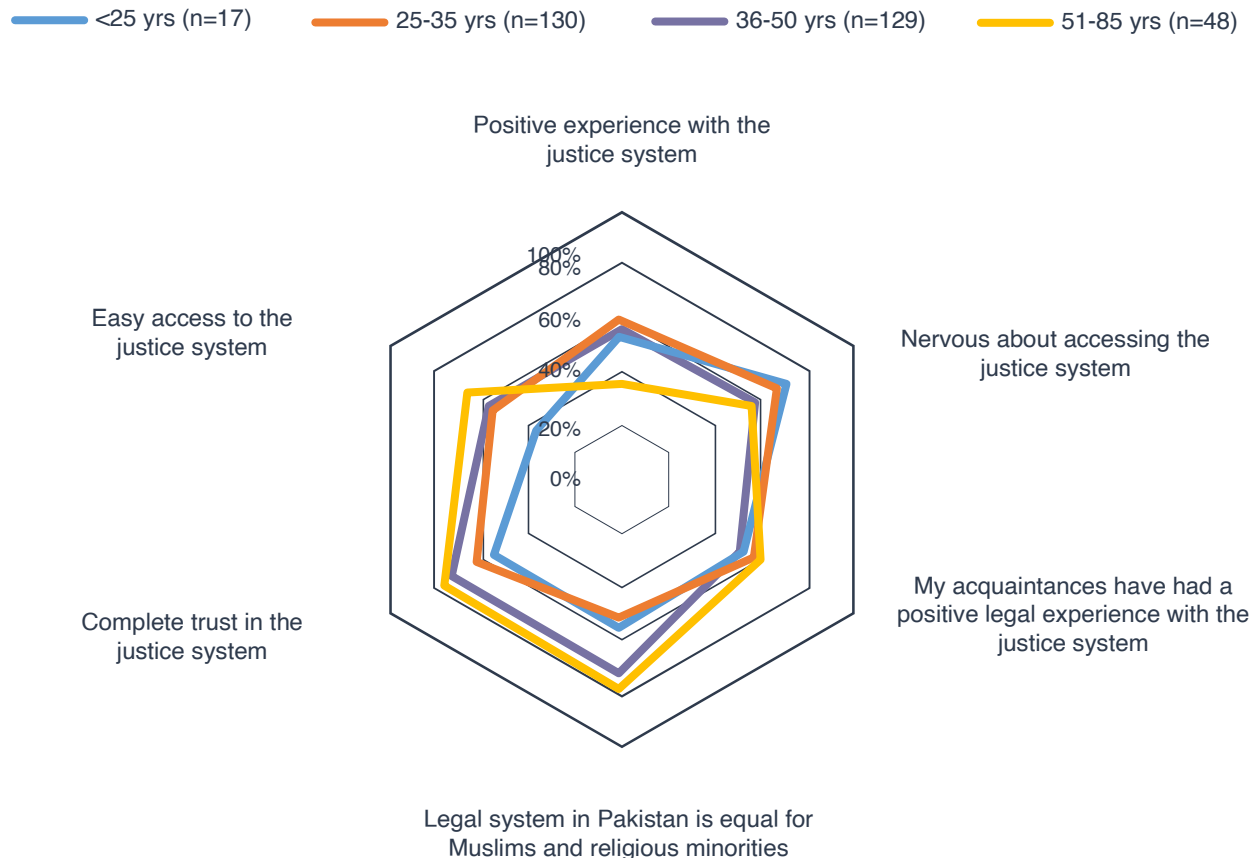 <25 yrs (n=17)
25-35 yrs (n=130)
36-50 yrs (n=129)
51-85 yrs (n=48)
Positive experience with the
justice system
100%
80%
60%
40%
20%
0%
Easy access to the
justice system
Nervous about accessing the
justice system
Complete trust in the
justice system
My acquaintances have had a
positive legal experience with the
justice system
Legal system in Pakistan is equal for
Muslims and religious minorities